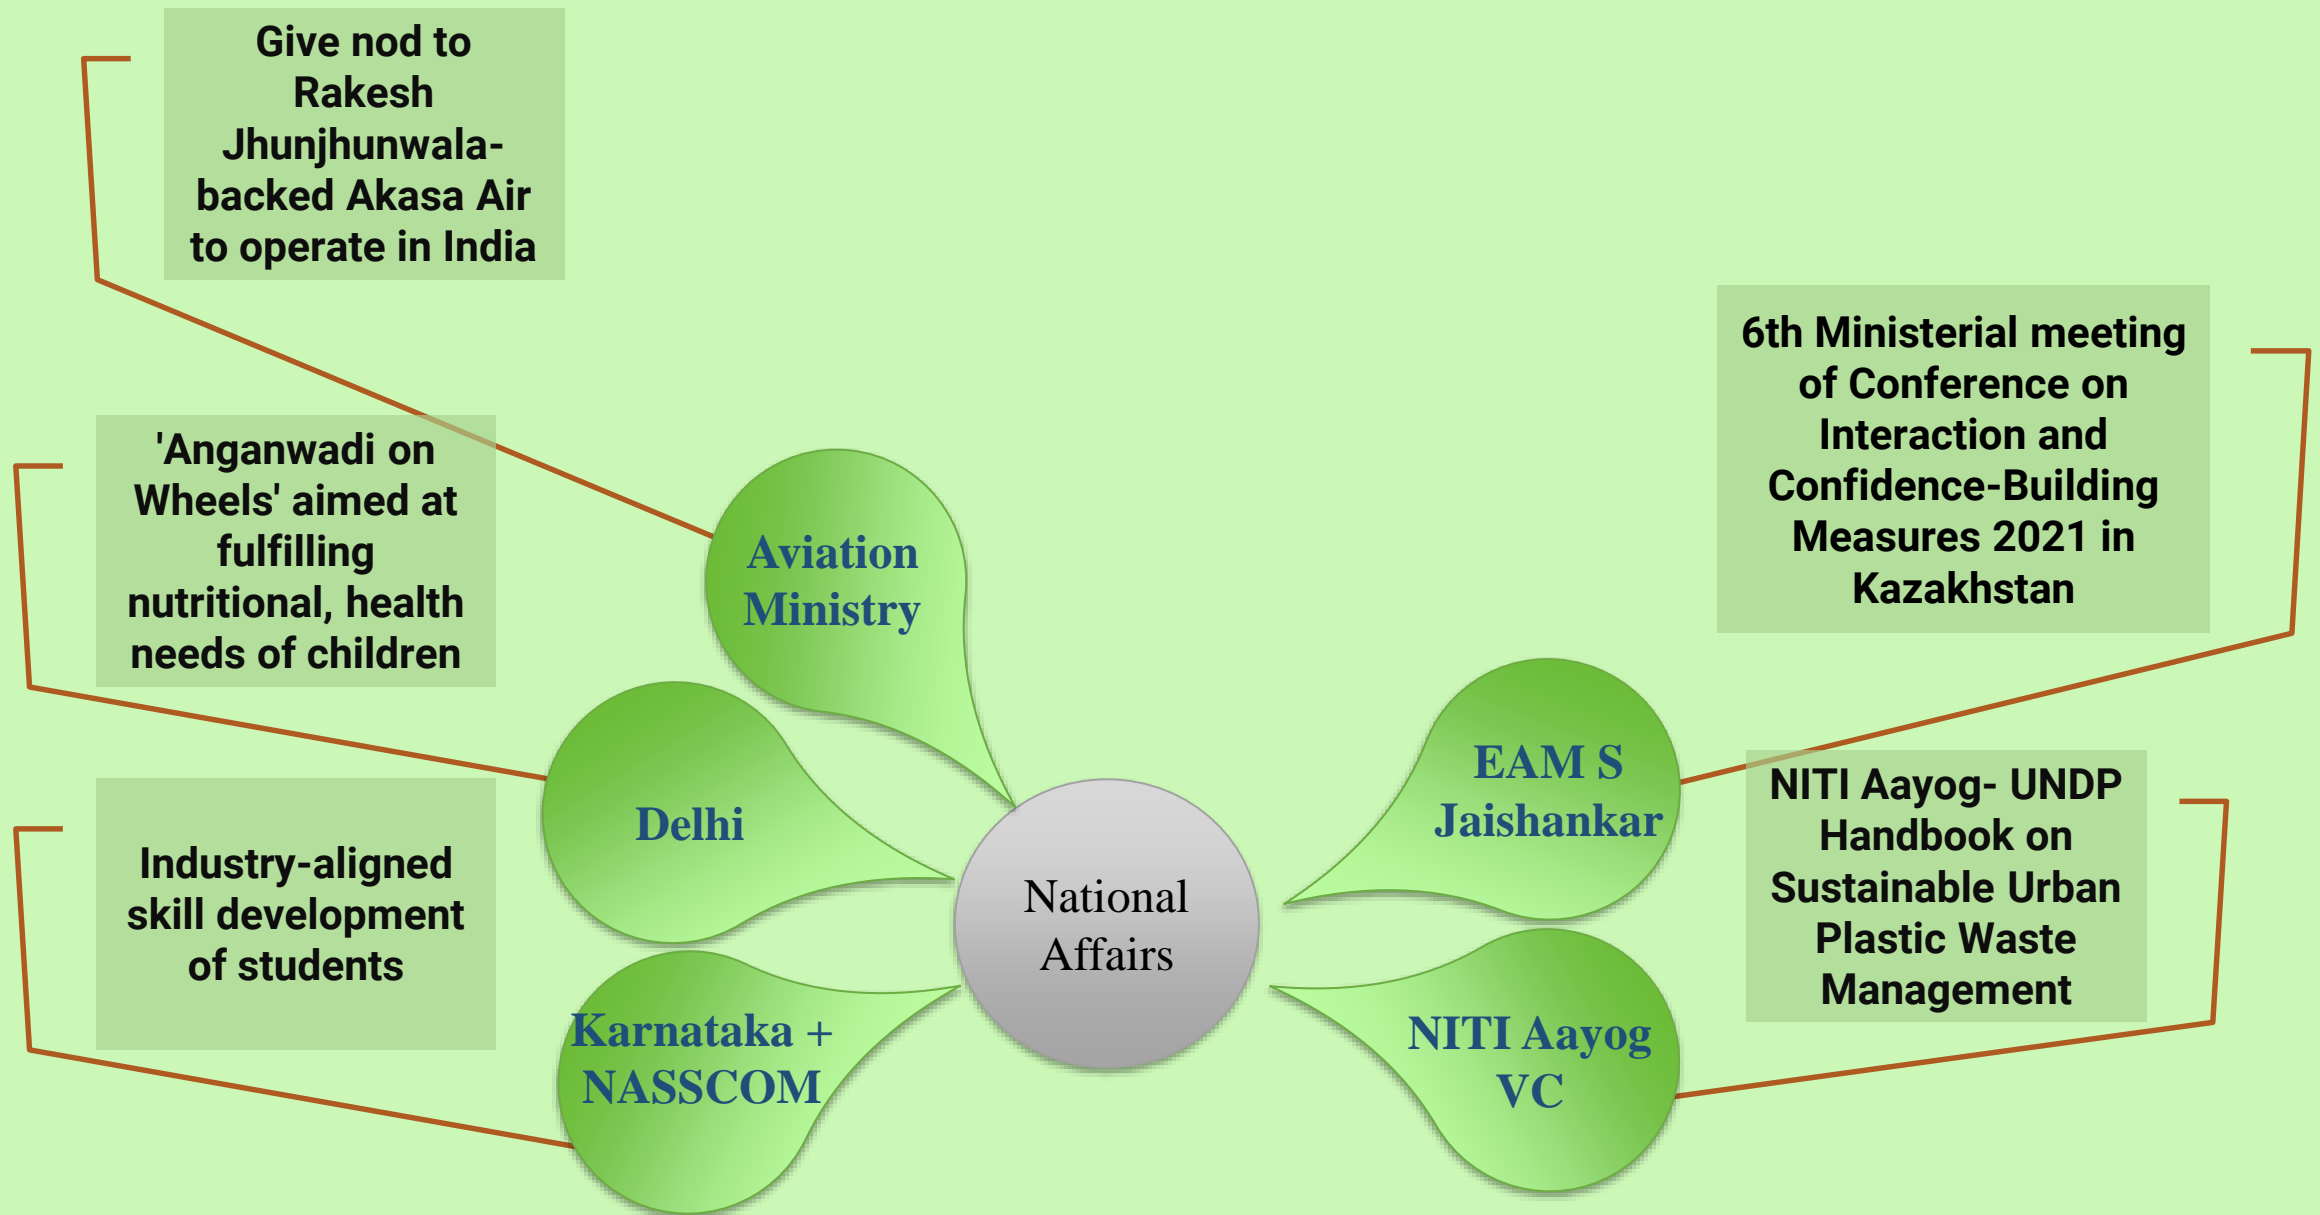 Give nod to
Rakesh
Jhunjhunwala-
backed Akasa Air
to operate in India
'Anganwadi on
Wheels' aimed at
fulfilling
nutritional, health
needs of children
Industry-aligned
skill development
of students
Aviation
Ministry
Delhi
Karnataka +
NASSCOM
National
Affairs
EAM S
Jaishankar
NITI Aayog
VC
6th Ministerial meeting
of Conference on
Interaction and
Confidence-Building
Measures 2021 in
Kazakhstan
NITI Aayog- UNDP
Handbook on
Sustainable Urban
Plastic Waste
Management